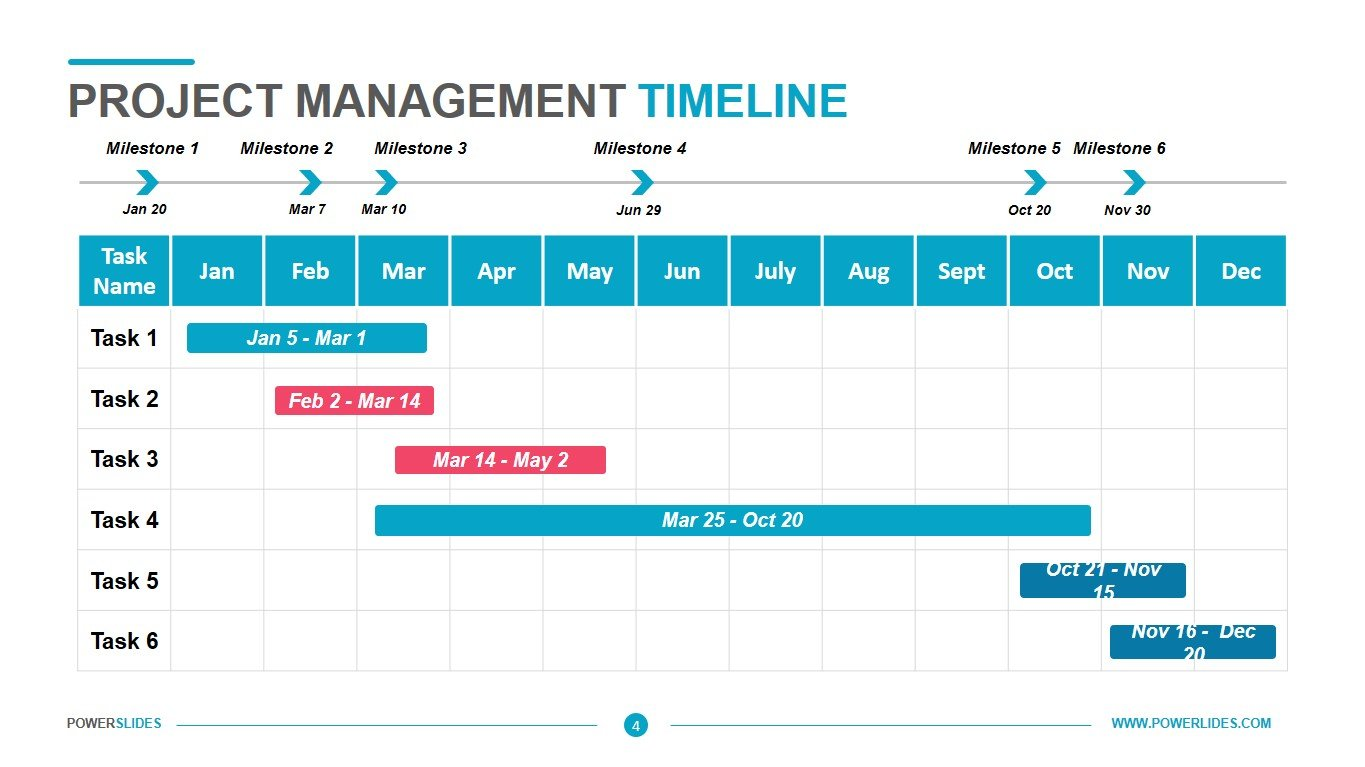 PROJECT MANAGEMENT TIMELINE
Milestone 1 Milestone 2 Milestone 3 Milestone 4 Milestone 5 Milestone 6
Jan 20 Mar 7 Mar 10 Jun 29 Oct 20 Nov 30
Task
Name
Jan Feb Mar Apr May Jun July Aug Sept Oct Nov Dec
Task 1 Jan 5 - Mar 1
Task 2 Feb 2 - Mar 14
Task 3 Mar 14 - May 2
Task 4 Mar 25 - Oct 20
Task 5 Oct 21 - Nov
15
Task 6 Nov 16 - Dec
20
POWERSLIDES 4 WWW.POWERLIDES.COM